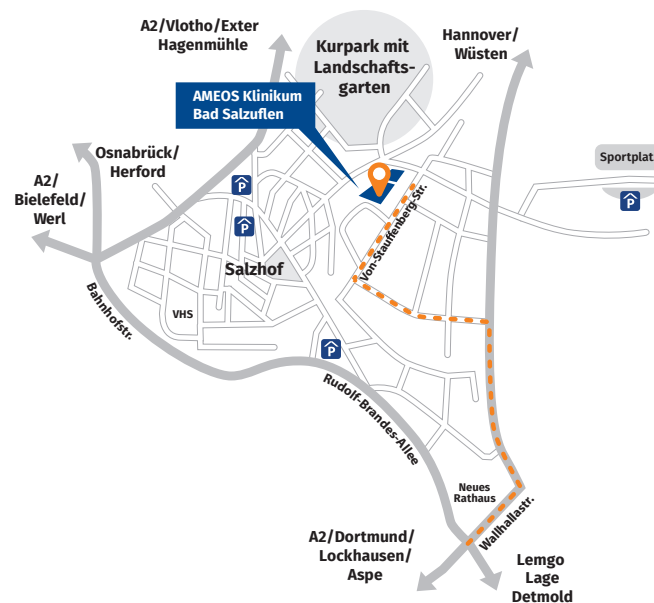 A2/Vlotho/Exter
Hagenmühle
Kurpark mit
Landschafts-
garten
Hannover/
Wüsten
AMEOS Klinikum
Bad Salzuflen
Osnabrück/
Herford
Sportplat
A2/
Bielefeld/
Werl
P
P
P
Von-Stauffenberg-Str.
Salzhof
Bahnhofstr.
VHS
P
Rudolf-Brandes-Allee
Neues
Rathaus
Wallhallastr.
A2/Dortmund/
Lockhausen/
Aspe
Lemgo
Lage
Detmold